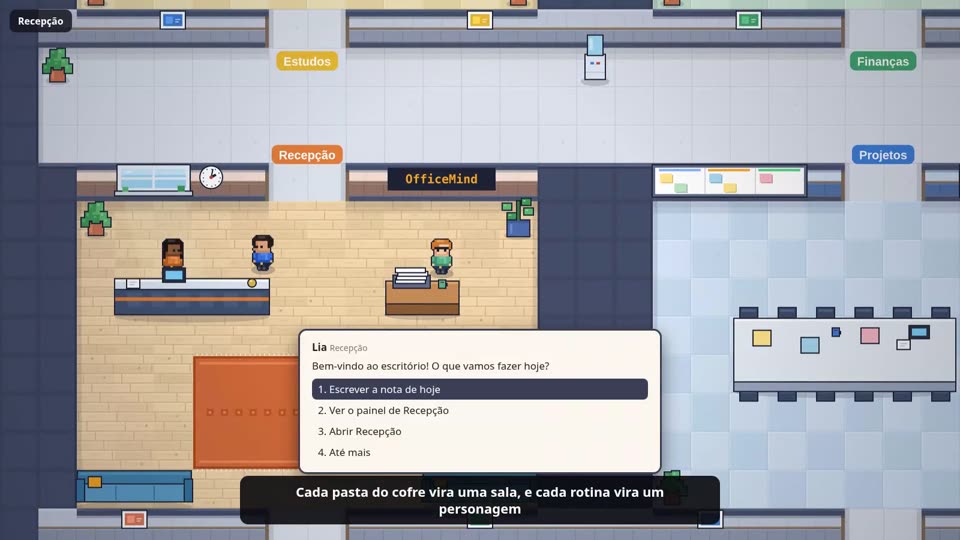 Recepção
Estudos
Finanças
Recepção
Projetos
OfficeMind
Lia Recepção
Bem-vindo ao escritório! O que vamos fazer hoje?
1. Escrever a nota de hoje
2. Ver o painel de Recepção
3. Abrir Recepção
4. Até mais
Cada pasta do cofre vira uma sala, e cada rotina vira um
personagem